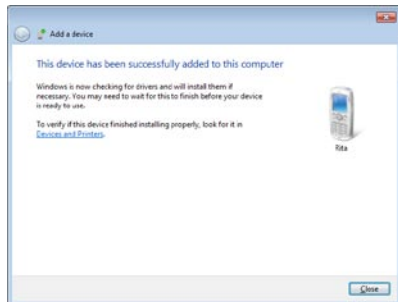 Add a device
This device has been successfully added to this computer
Windows is now checking for drivers and will install them if
necessary. You may need to wait for this to finish before your device
is ready to use.
To verify if this device finished installing properly, look for it in
Devices and Printers.
Rita
Close